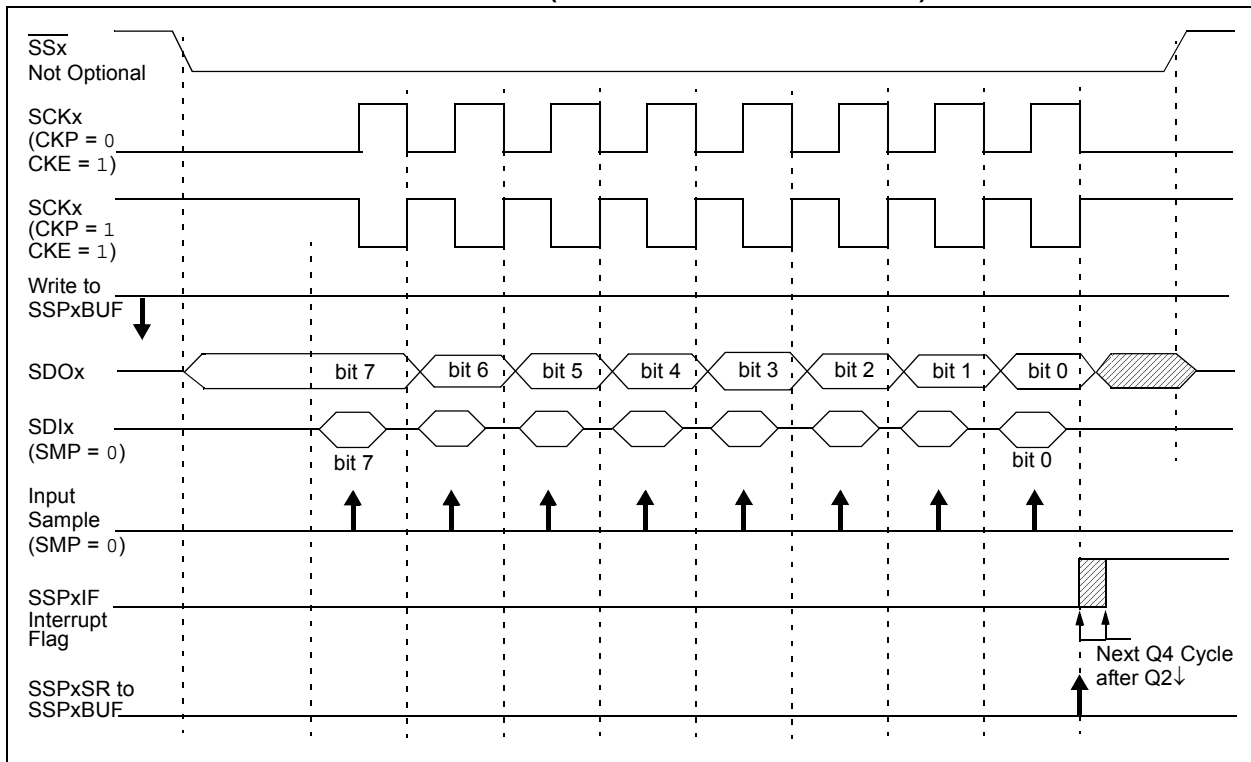 SSx
Not Optional
SCKx
(CKP = 0
CKE = 1)
SCKx
(CKP = 1
CKE = 1)
Write to
SSPxBUF
SDOx
bit 7
bit 6
bit 5
bit 4
bit 3
bit 2
bit 1
bit 0
SDIx
(SMP = 0)
bit 7
bit 0
Input
Sample
(SMP = 0)
SSPxIF
Interrupt
Flag
Next Q4 Cycle
after Q2↓
SSPxSR to
SSPxBUF